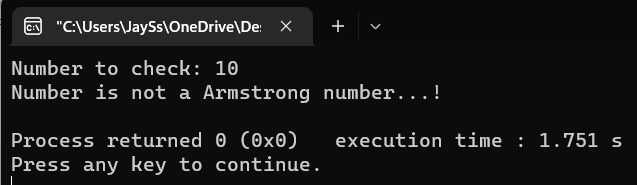 "C:\Users\JaySs\OneDrive\De:
Number to check: 10
Number is not a Armstrong number...!
Process returned 0 (0x0)   execution time : 1.751 s
Press any key to continue.